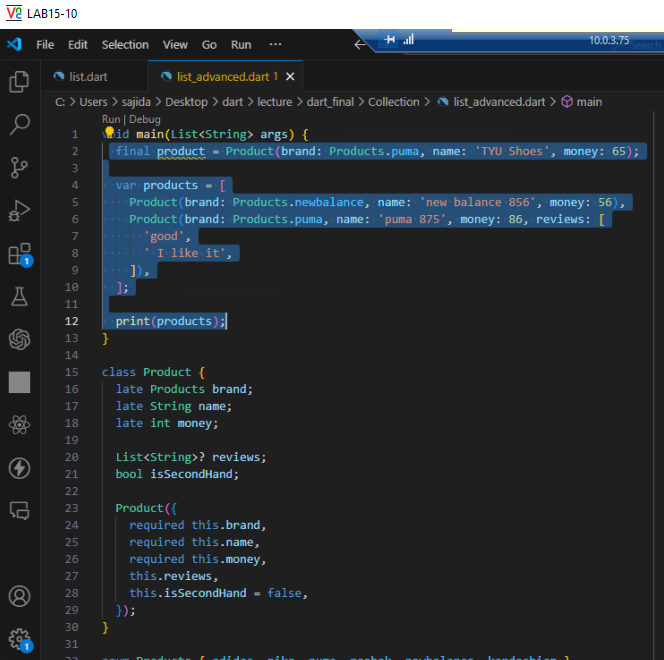 LAB15-10
File Edit Selection View Go Run ···
10.0.3.75
Search
list.dart
list_advanced.dart 1
C: > Users > sajida > Desktop > dart > lecture > dart_final > Collection > list_advanced.dart > main
Run | Debug
1 void main(List<String> args) {
2 final product = Product(brand: Products.puma, name: 'TYU Shoes', money: 65);
3
4 var products = [
5 Product(brand: Products.newbalance, name: 'new balance 856', money: 56),
6 Product(brand: Products.puma, name: 'puma 875', money: 86, reviews: [
7 'good',
8 ' I like it',
9 ]),
10 ];
11
12 print(products);
13 }
14
15 class Product {
16 late Products brand;
17 late String name;
18 late int money;
19
20 List<String>? reviews;
21 bool isSecondHand;
22
23 Product({
24 required this.brand,
25 required this.name,
26 required this.money,
27 this.reviews,
28 this.isSecondHand = false,
29 });
30 }
31
1
1